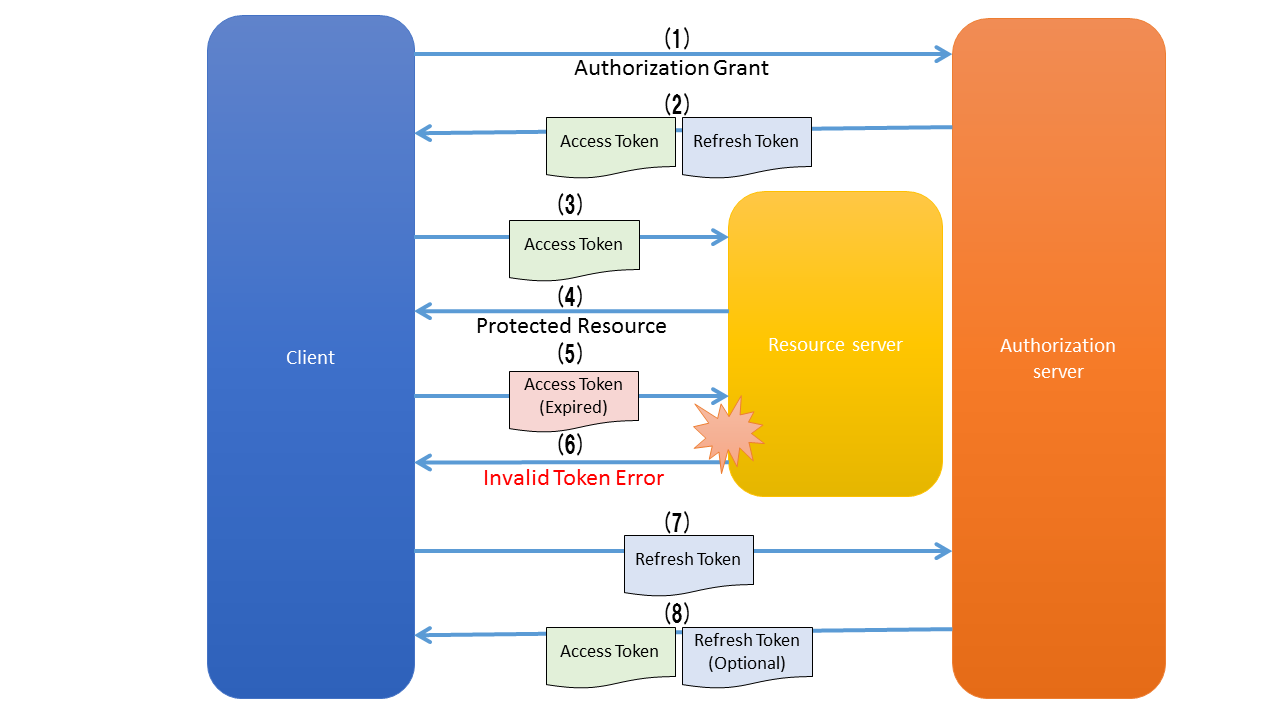 (1)
Authorization Grant
(2)
Access Token
Refresh Token
(3)
Access Token
(4)
Protected Resource
Client
Resource server
Authorization
server
(5)
Access Token
(Expired)
(6)
Invalid Token Error
(7)
Refresh Token
(8)
Access Token
Refresh Token
(Optional)